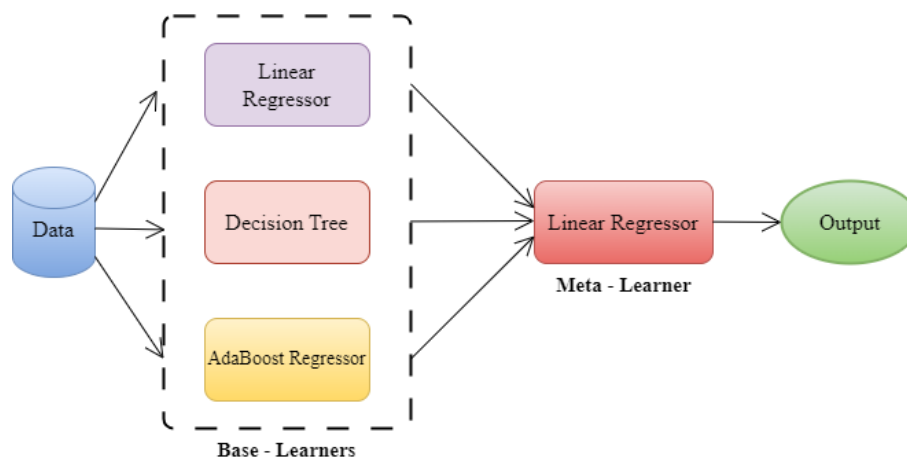 Data
Linear
Regressor
Decision Tree
AdaBoost Regressor
Base - Learners
Linear Regressor
Meta - Learner
Output